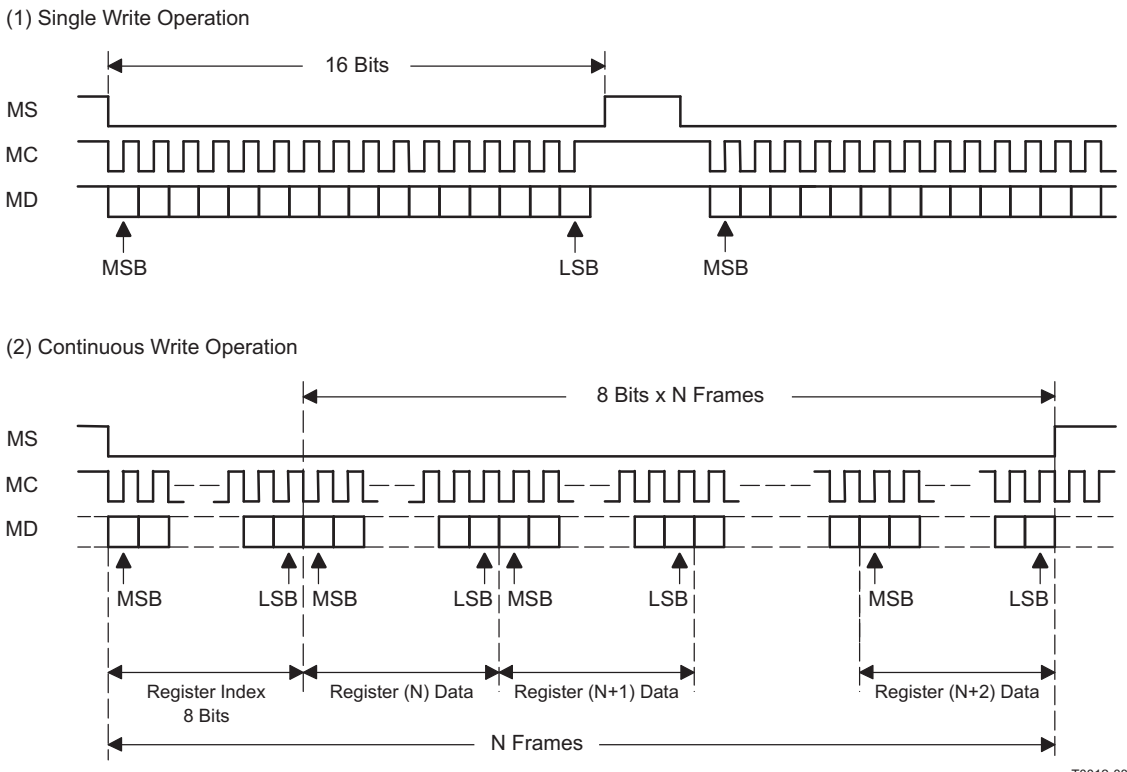 (1) Single Write Operation
16 Bits
MS
MC
MD
MSB
LSB
MSB
(2) Continuous Write Operation
8 Bits x N Frames
MS
MC
MD
MSB
LSB
MSB
LSB
MSB
LSB
MSB
LSB
Register Index
8 Bits
Register (N) Data
Register (N+1) Data
Register (N+2) Data
N Frames